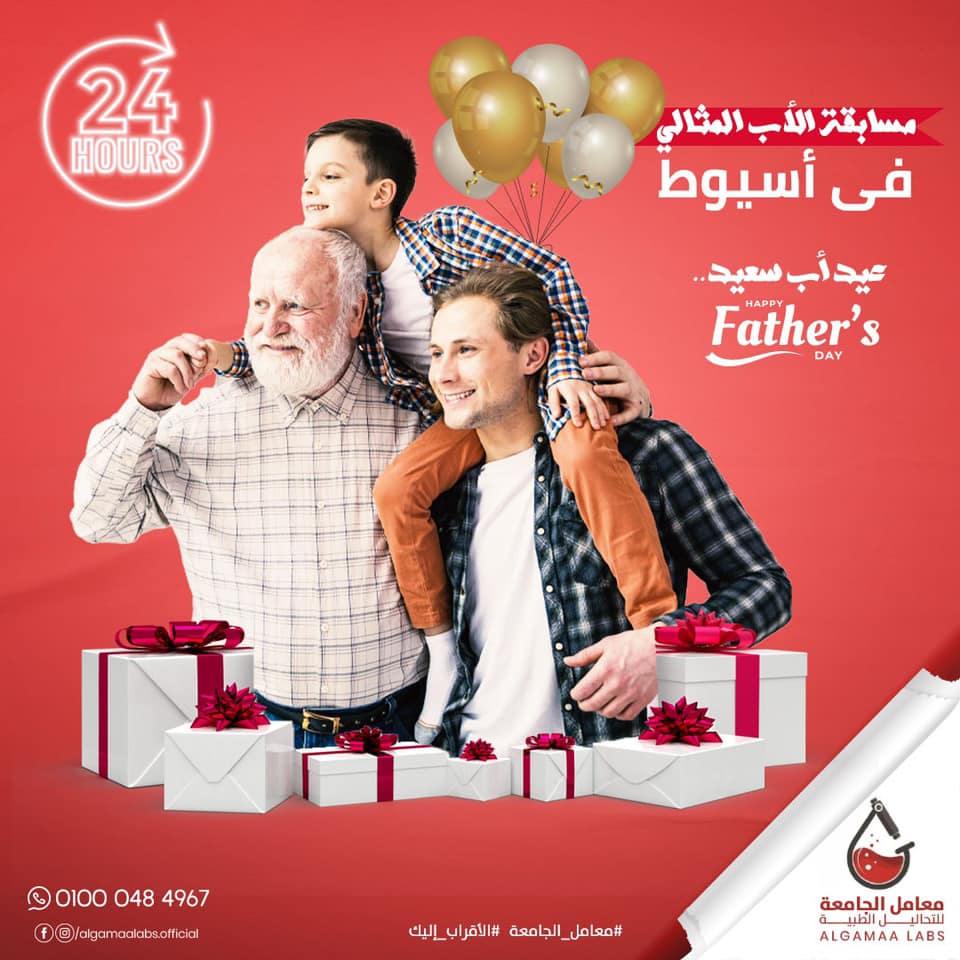 24
HOURS
مسابقة الأب المثالي
فى أسيوط
عيد أب سعيد..
HAPPY
Father's
DAY
0100 048 4967
/algamaalabs.official
#معامل_الجامعة #الأقراب_إليك
معامل الجامعة
للتحاليل الطبية
ALGAMAA LABS